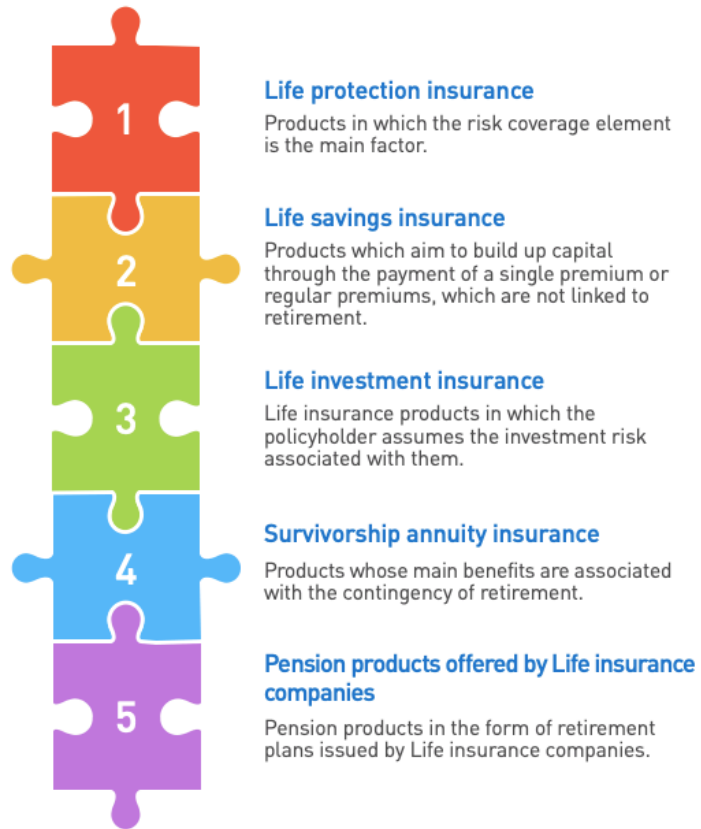 1
Life protection insurance
Products in which the risk coverage element
is the main factor.
2
Life savings insurance
Products which aim to build up capital
through the payment of a single premium or
regular premiums, which are not linked to
retirement.
3
Life investment insurance
Life insurance products in which the
policyholder assumes the investment risk
associated with them.
4
Survivorship annuity insurance
Products whose main benefits are associated
with the contingency of retirement.
5
Pension products offered by Life insurance
companies
Pension products in the form of retirement
plans issued by Life insurance companies.